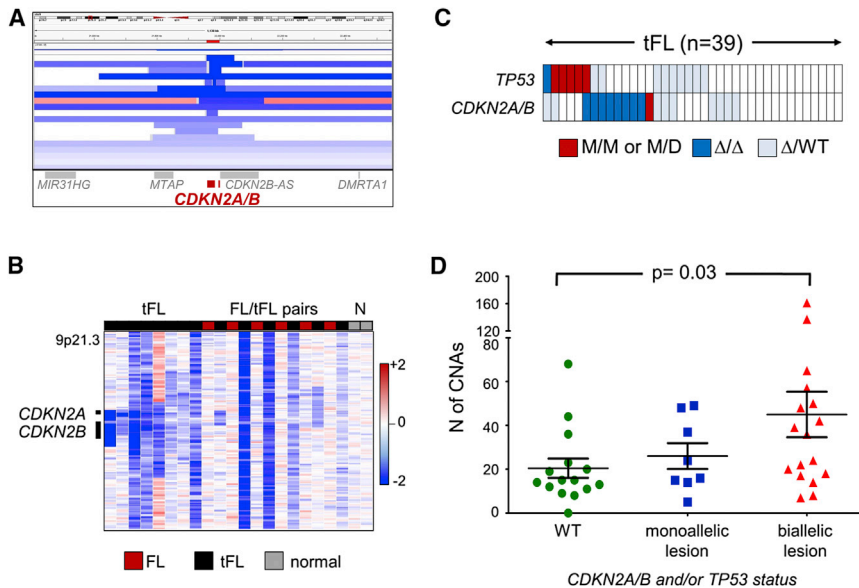 A
MIR31HG
MTAP
CDKN2B-AS
DMRTA1
CDKN2A/B
B
tFL
FL/tFL pairs
N
9p21.3
CDKN2A
CDKN2B
+2
0
-2
FL
tFL
normal
C
tFL (n=39)
TP53
CDKN2A/B
M/M or M/D
Δ/Δ
Δ/WT
D
p= 0.03
N of CNAs
200
160
120
80
60
40
20
0
WT
monoallelic lesion
biallelic lesion
CDKN2A/B and/or TP53 status